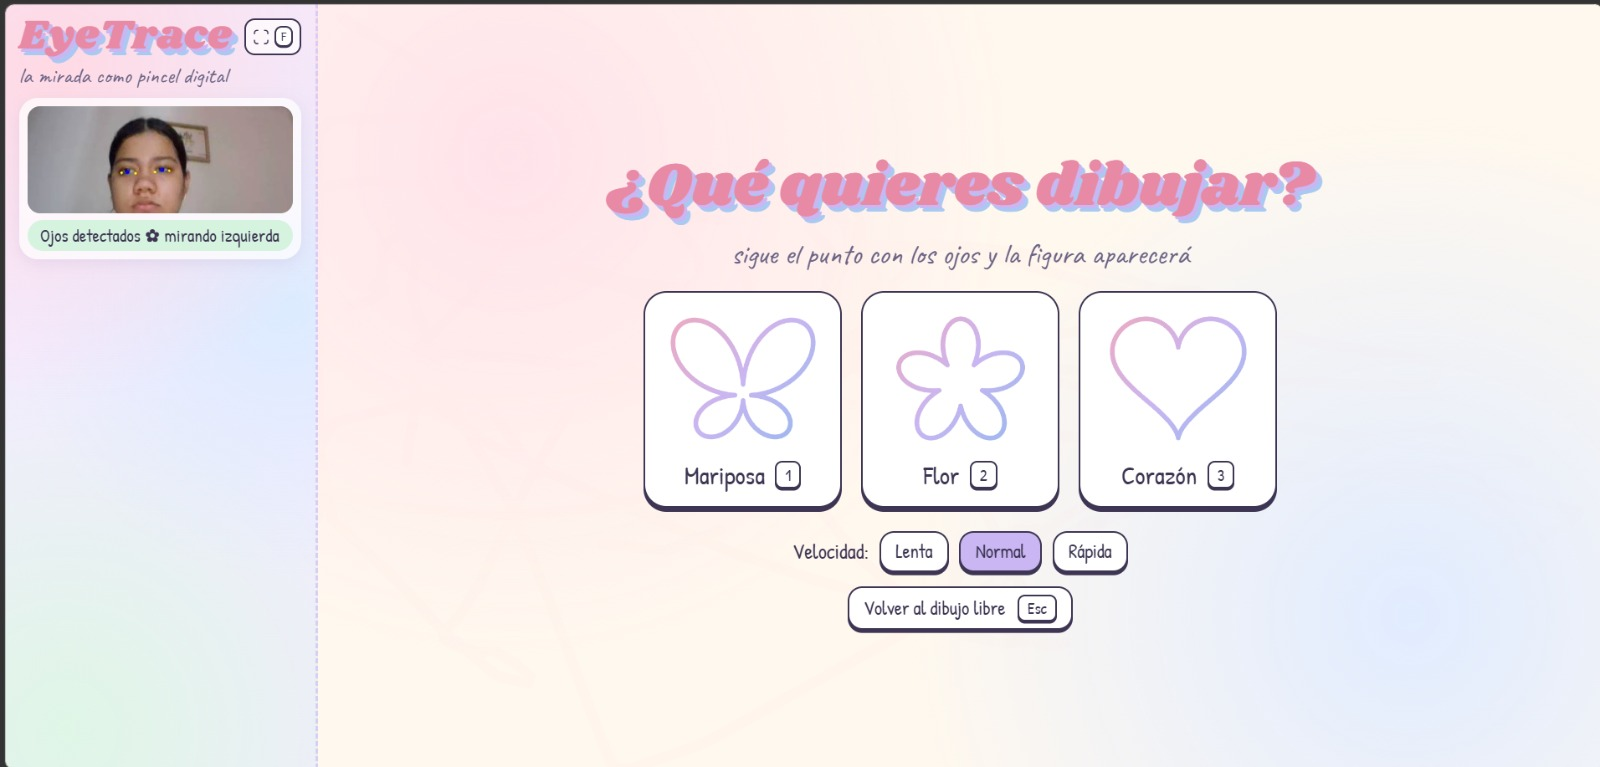 EyeTrace
F
la mirada como pincel digital
Ojos detectados ✿ mirando izquierda
¿Qué quieres dibujar?
sigue el punto con los ojos y la figura aparecerá
Mariposa 1
Flor 2
Corazón 3
Velocidad: Lenta Normal Rápida
Volver al dibujo libre Esc